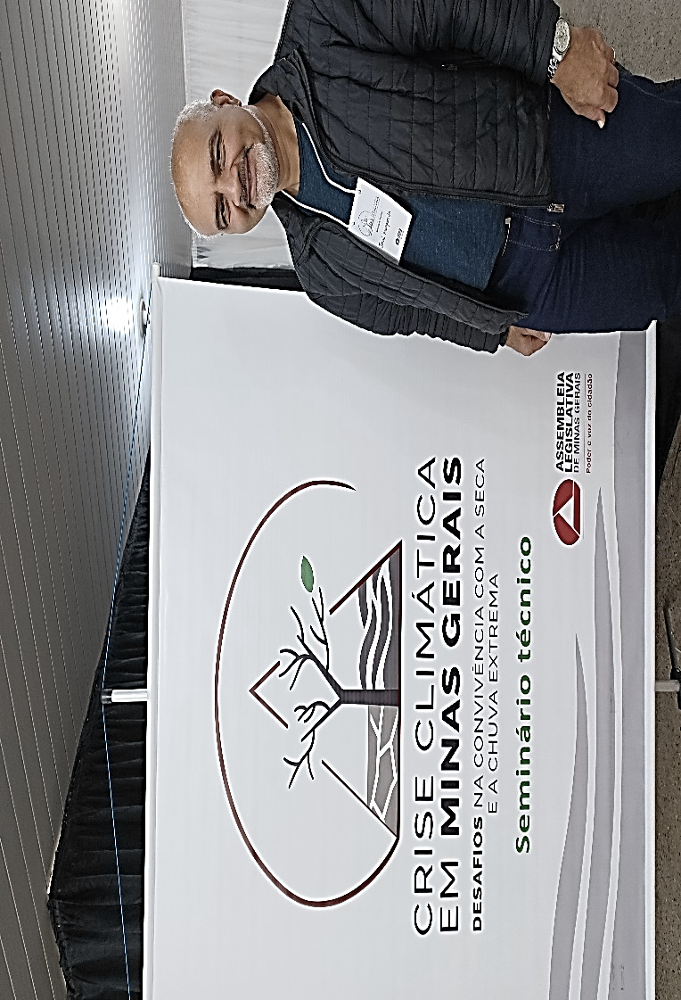 CRISE CLIMÁTICA
EM MINAS GERAIS
DESAFIOS NA CONVIVÊNCIA COM A SECA
E A CHUVA EXTREMA
Seminário técnico
ASSEMBLEIA
LEGISLATIVA
DE MINAS GERAIS
Poder e voz do cidadão
José